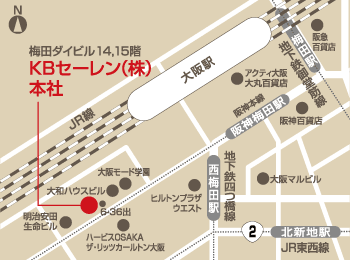 N
梅田ダイビル14,15階
KBセーレン(株)
本社
JR線
大阪駅
梅田駅
阪急
百貨店
地下鉄御堂筋線
アクティ大阪
大丸百貨店
阪神本線
阪神梅田駅
阪神百貨店
大阪モード学園
大和ハウスビル
6-36出
明治安田
生命ビル
ハービスOSAKA
ザ・リッツカールトン大阪
ヒルトンプラザ
ウエスト
西梅田駅
地下鉄四つ橋線
大阪マルビル
2
北新地駅
JR東西線